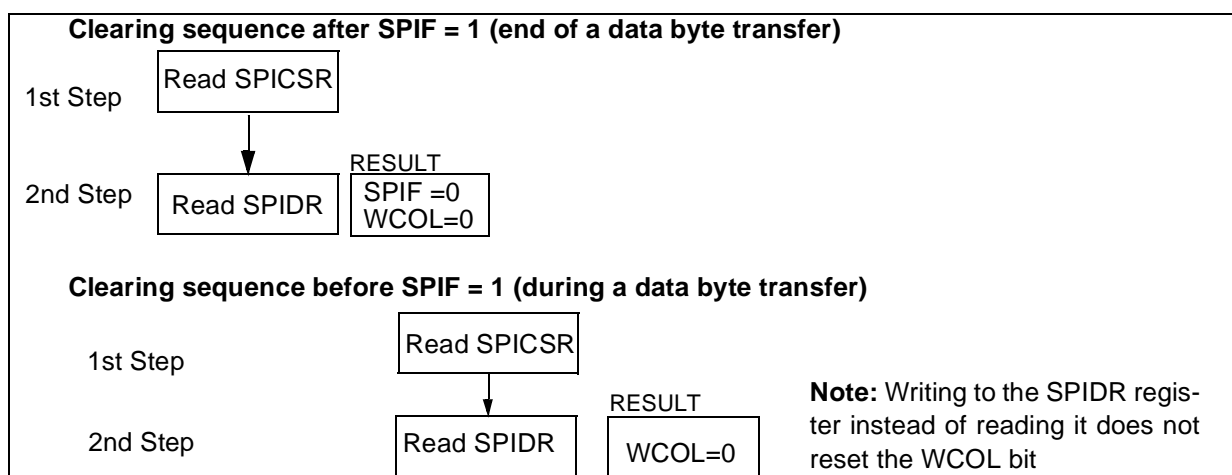 Clearing sequence after SPIF = 1 (end of a data byte transfer)
1st Step
Read SPICSR
2nd Step
Read SPIDR
RESULT
SPIF =0
WCOL=0
Clearing sequence before SPIF = 1 (during a data byte transfer)
1st Step
Read SPICSR
2nd Step
Read SPIDR
RESULT
WCOL=0
Note: Writing to the SPIDR regis-
ter instead of reading it does not
reset the WCOL bit